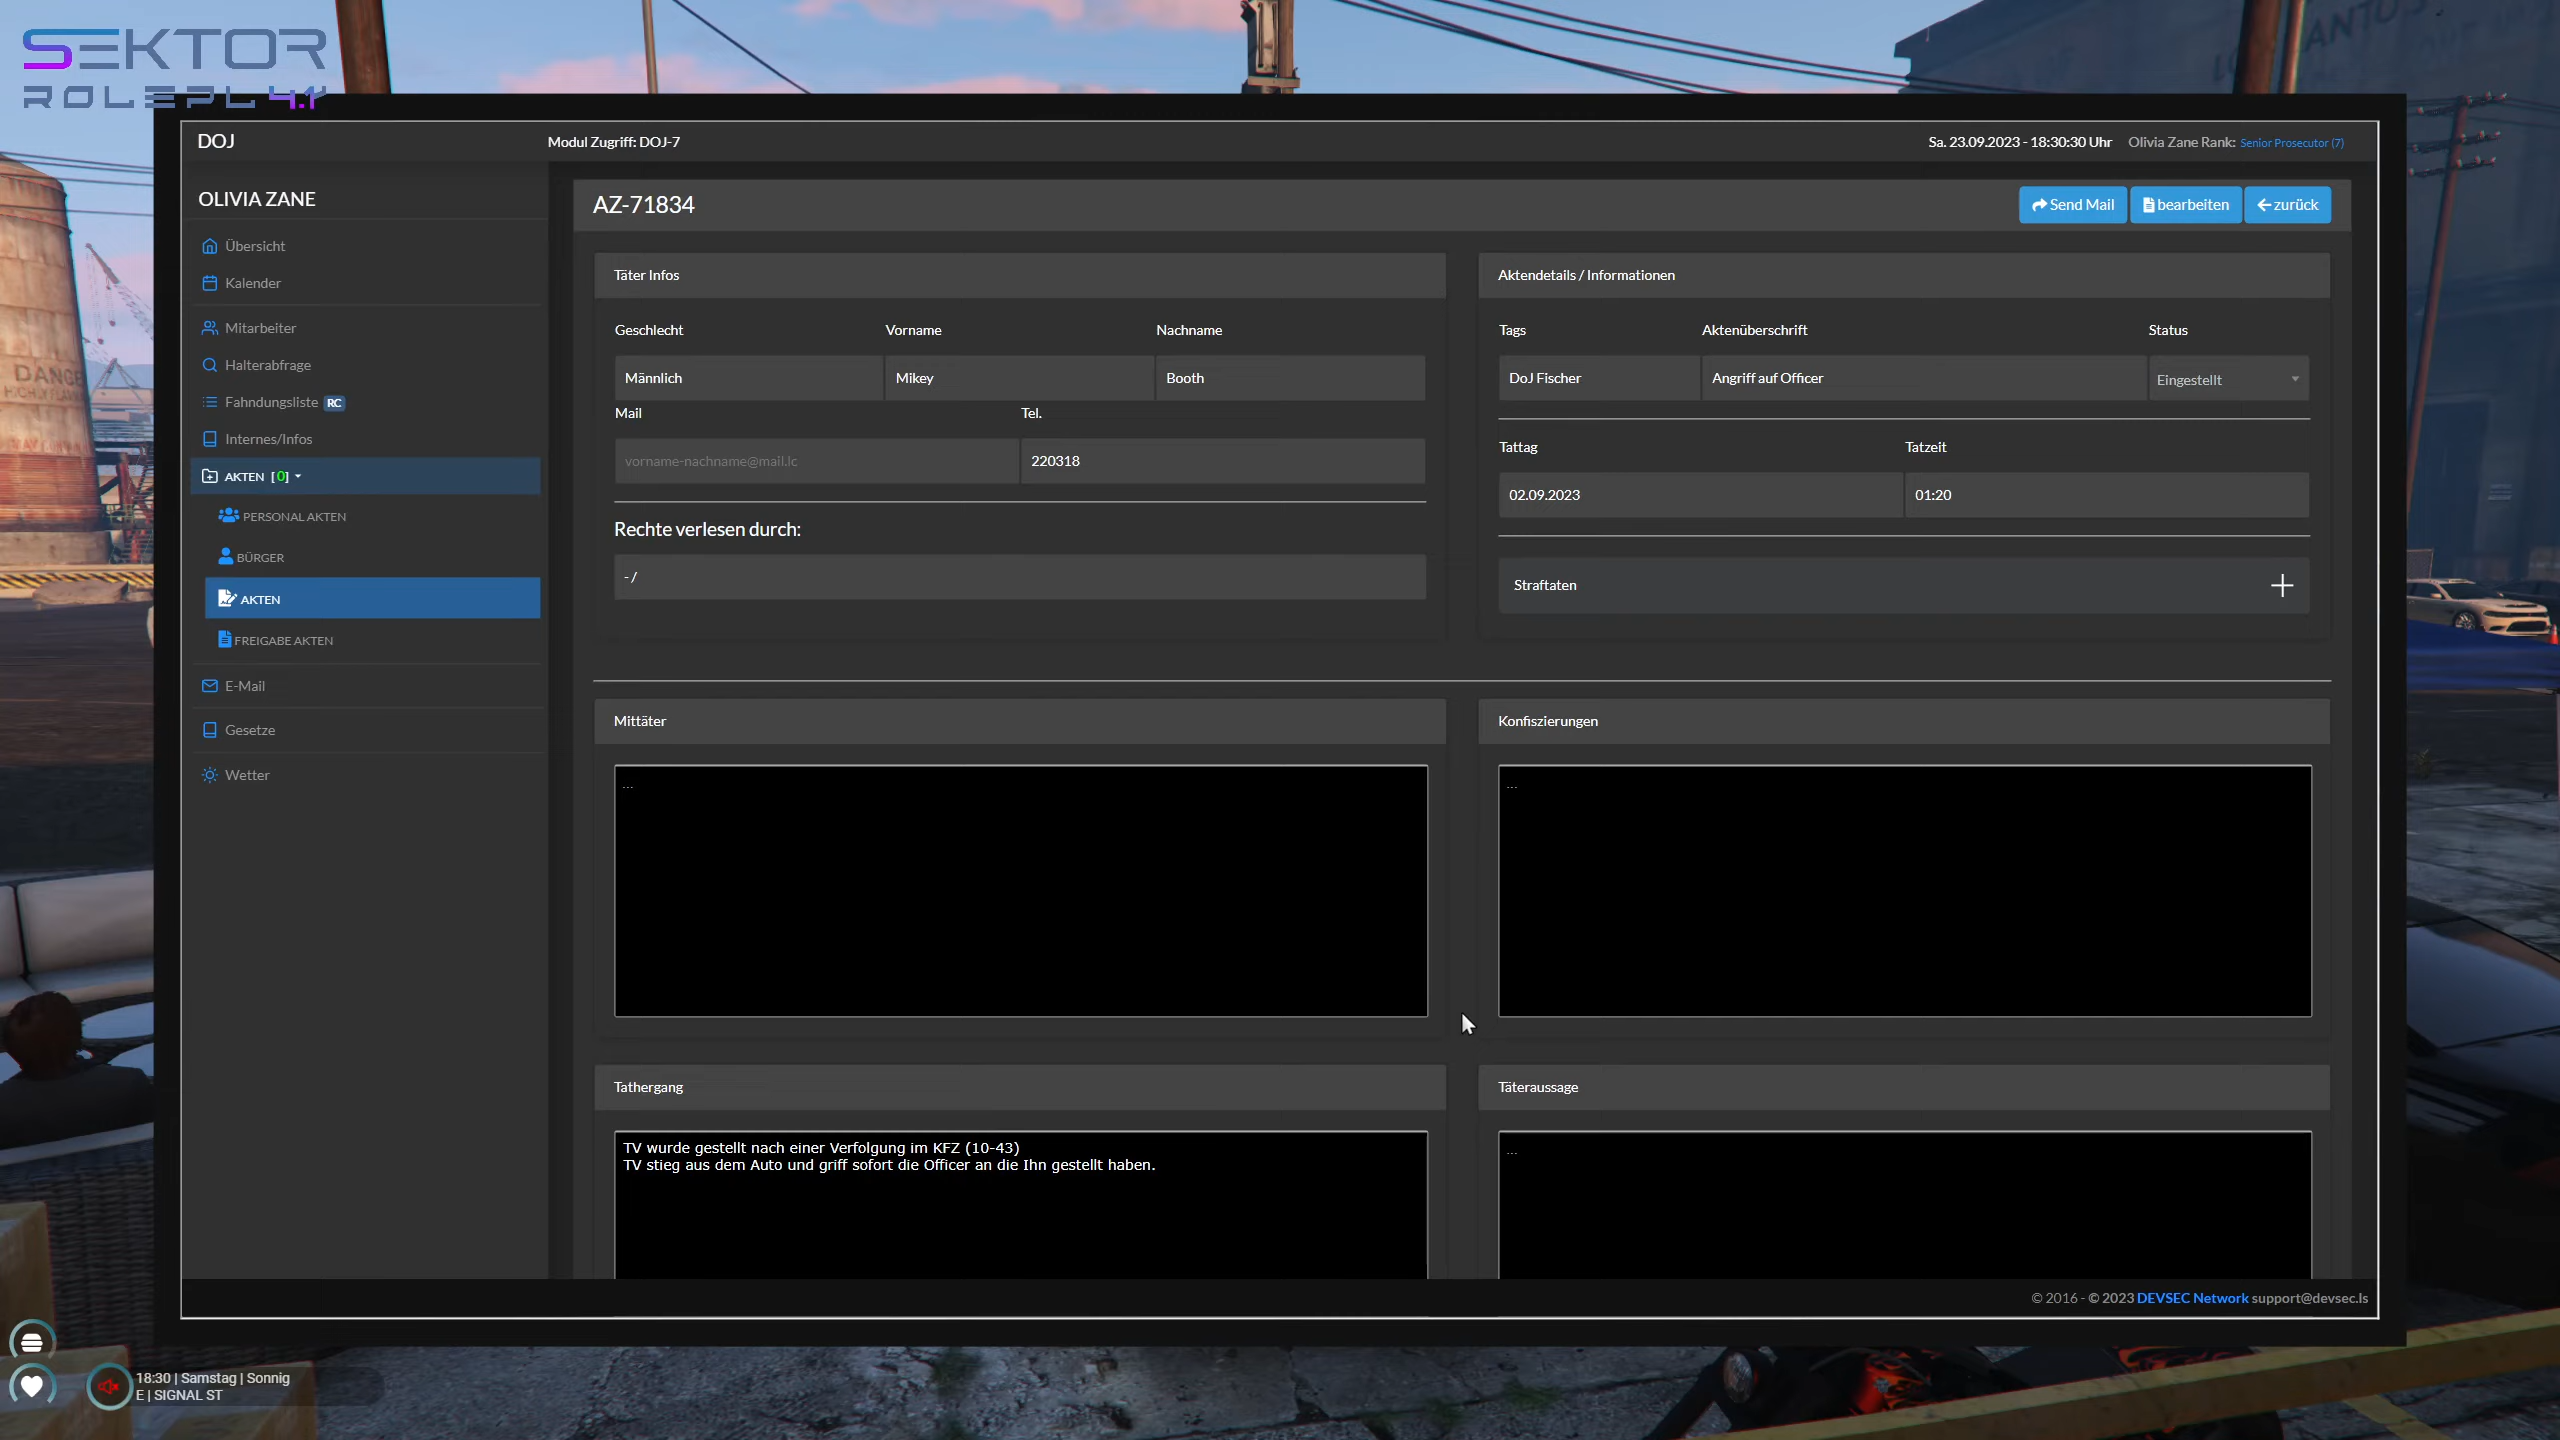 SEKTOR
ROLEPL4.Y
DOJ
Modul Zugriff: DOJ-7
Sa. 23.09.2023 - 18:30:30 Uhr
Olivia Zane Rank: Senior Prosecutor (7)
OLIVIA ZANE
Übersicht
Kalender
Mitarbeiter
Halterabfrage
Fahndungsliste RC
Internes/Infos
AKTEN [0]
PERSONAL AKTEN
BÜRGER
AKTEN
FREIGABE AKTEN
E-Mail
Gesetze
Wetter
AZ-71834
Send Mail
bearbeiten
zurück
Täter Infos
Geschlecht Vorname Nachname
Männlich Mikey Booth
Mail Tel.
vorname-nachname@mail.lc 220318
Rechte verlesen durch:
- /
Aktendetails / Informationen
Tags Aktenüberschrift Status
DoJ Fischer Angriff auf Officer Eingestellt
Tattag Tatzeit
02.09.2023 01:20
Straftaten
Mittäter
...
Konfiszierungen
...
Tathergang
TV wurde gestellt nach einer Verfolgung im KFZ (10-43)
TV stieg aus dem Auto und griff sofort die Officer an die Ihn gestellt haben.
Täteraussage
...
© 2016 - © 2023 DEVSEC Network support@devsec.ls
18:30 | Samstag | Sonnig
E | SIGNAL ST
DANGE